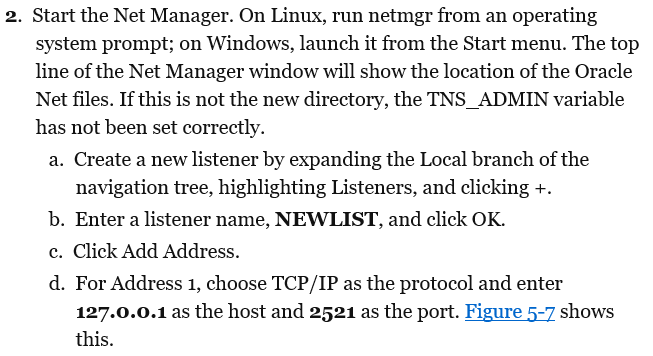 2. Start the Net Manager. On Linux, run netmgr from an operating
system prompt; on Windows, launch it from the Start menu. The top
line of the Net Manager window will show the location of the Oracle
Net files. If this is not the new directory, the TNS_ADMIN variable
has not been set correctly.
a. Create a new listener by expanding the Local branch of the
navigation tree, highlighting Listeners, and clicking +.
b. Enter a listener name, NEWLIST, and click OK.
c. Click Add Address.
d. For Address 1, choose TCP/IP as the protocol and enter
127.0.0.1 as the host and 2521 as the port. Figure 5-7 shows
this.